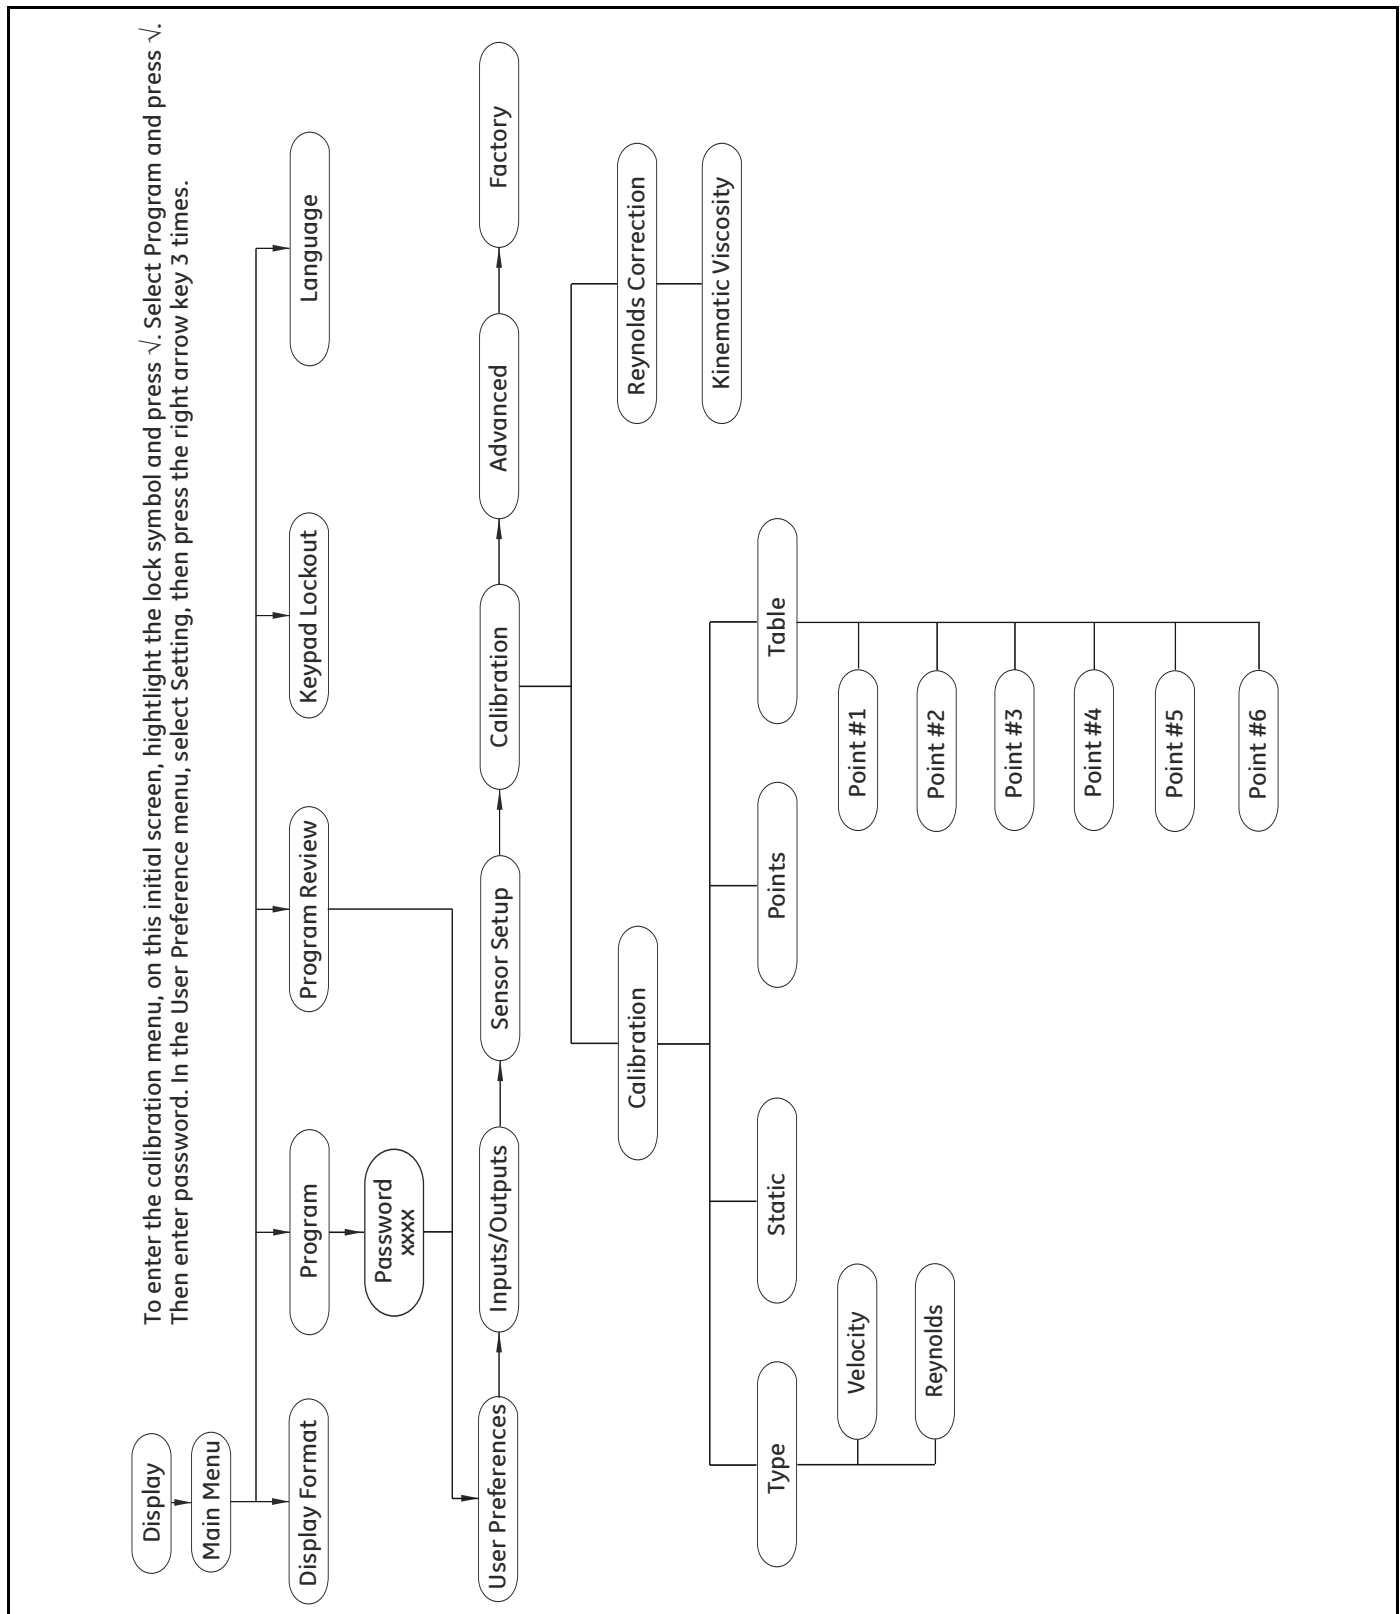 To enter the calibration menu, on this initial screen, hightlight the lock symbol and press √. Select Program and press √.
Then enter password. In the User Preference menu, select Setting, then press the right arrow key 3 times.
Display
Main Menu
Display Format
Program
Program Review
Keypad Lockout
Language
Password
xxxx
User Preferences
Inputs/Outputs
Sensor Setup
Calibration
Advanced
Factory
Calibration
Reynolds Correction
Kinematic Viscosity
Type
Static
Points
Table
Velocity
Reynolds
Point #1
Point #2
Point #3
Point #4
Point #5
Point #6